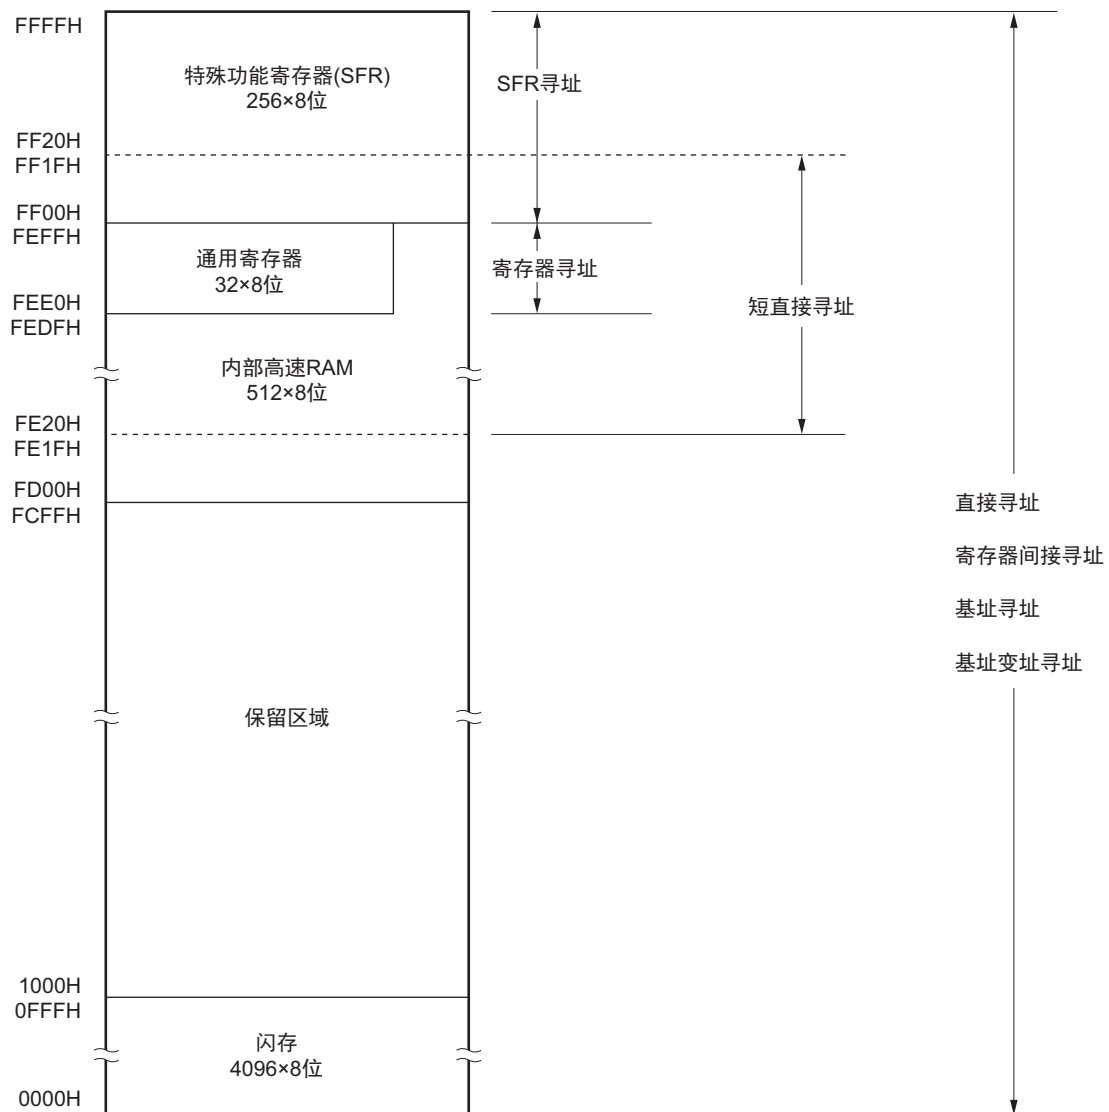 FFFFH
特殊功能寄存器(SFR)
256×8位
SFR寻址
FF20H
FF1FH
FF00H
FEFFH
通用寄存器
32×8位
寄存器寻址
FEE0H
FEDFH
短直接寻址
内部高速RAM
512×8位
FE20H
FE1FH
FD00H
FCFFH
直接寻址
寄存器间接寻址
基址寻址
基址变址寻址
保留区域
1000H
0FFFH
闪存
4096×8位
0000H